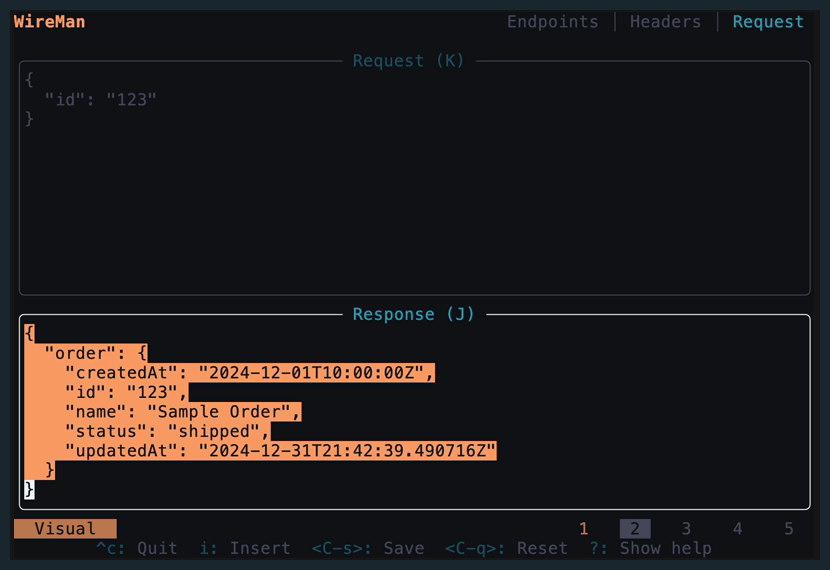 WireMan Endpoints │ Headers │ Request
Request (K)
{
  "id": "123"
}
Response (J)
{
  "order": {
    "createdAt": "2024-12-01T10:00:00Z",
    "id": "123",
    "name": "Sample Order",
    "status": "shipped",
    "updatedAt": "2024-12-31T21:42:39.490716Z"
  }
}
Visual 1 2 3 4 5
^c: Quit i: Insert <C-s>: Save <C-q>: Reset ?: Show help